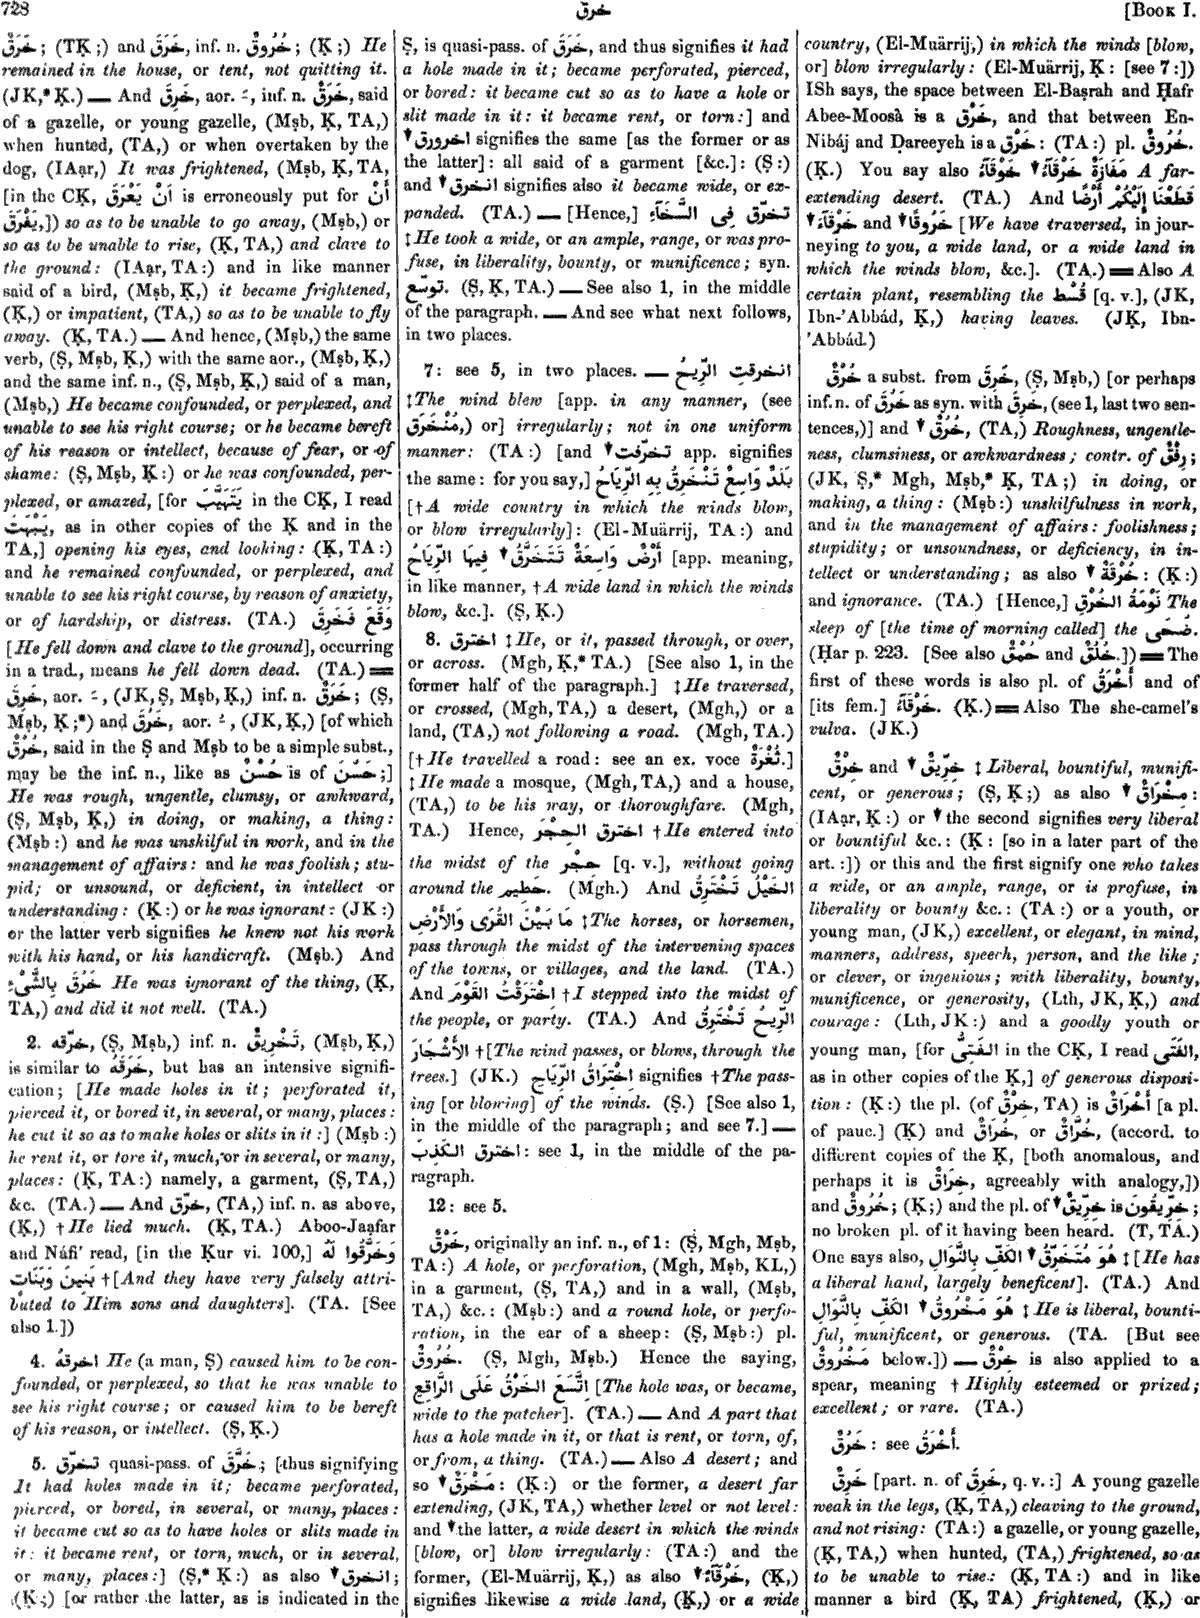 728
خرق
[BOOK I.
خَرَقَ ; (TḲ ;) and خَرَقَ, inf. n. خُرُوقٌ ; (Ḳ ;) He
remained in the house, or tent, not quitting it.
(JK,* Ḳ.) — And خَرِقَ, aor. ـَ, inf. n. خَرَقٌ, said
of a gazelle, or young gazelle, (Mṣb, Ḳ, TA,)
when hunted, (TA,) or when overtaken by the
dog, (IAạr,) It was frightened, (Mṣb, Ḳ, TA,
[in the CḲ, أَنْ يَغْرَقَ is erroneously put for أَنْ
يَفْرَقَ,]) so as to be unable to go away, (Mṣb,) or
so as to be unable to rise, (Ḳ, TA,) and clave to
the ground: (IAạr, TA:) and in like manner
said of a bird, (Mṣb, Ḳ,) it became frightened,
(Ḳ,) or impatient, (TA,) so as to be unable to fly
away. (Ḳ, TA.) — And hence, (Mṣb,) the same
verb, (Ṣ, Mṣb, Ḳ,) with the same aor., (Mṣb, Ḳ,)
and the same inf. n., (Ṣ, Mṣb, Ḳ,) said of a man,
(Mṣb,) He became confounded, or perplexed, and
unable to see his right course; or he became bereft
of his reason or intellect, because of fear, or of
shame: (Ṣ, Mṣb, Ḳ:) or he was confounded, per-
plexed, or amazed, [for يَتَهَيَّبَ in the CḲ, I read
يَبْهَتَ, as in other copies of the Ḳ and in the
TA,] opening his eyes, and looking: (Ḳ, TA:)
and he remained confounded, or perplexed, and
unable to see his right course, by reason of anxiety,
or of hardship, or distress. (TA.) وَقَعَ فَخَرِقَ
[He fell down and clave to the ground], occurring
in a trad., means he fell down dead. (TA.) ==
خَرِقَ, aor. ـَ, (JK, Ṣ, Mṣb, Ḳ,) inf. n. خَرَقٌ ; (Ṣ,
Mṣb, Ḳ ;*) and خَرُقَ, aor. ـُ, (JK, Ḳ,) [of which
خُرْقٌ, said in the Ṣ and Mṣb to be a simple subst.,
may be the inf. n., like as حُسْنٌ is of حَسُنَ ;]
He was rough, ungentle, clumsy, or awkward,
(Ṣ, Mṣb, Ḳ,) in doing, or making, a thing:
(Mṣb:) and he was unskilful in work, and in the
management of affairs: and he was foolish; stu-
pid; or unsound, or deficient, in intellect or
understanding: (Ḳ:) or he was ignorant: (JK:)
or the latter verb signifies he knew not his work
with his hand, or his handicraft. (Mṣb.) And
خَرُقَ بِالشَّىْءِ He was ignorant of the thing, (Ḳ,
TA,) and did it not well. (TA.)
2. خرّقه, (Ṣ, Mṣb,) inf. n. تَخْرِيقٌ, (Mṣb, Ḳ,)
is similar to خَرَقَهُ, but has an intensive signifi-
cation; [He made holes in it; perforated it,
pierced it, or bored it, in several, or many, places:
he cut it so as to make holes or slits in it:] (Mṣb:)
he rent it, or tore it, much, or in several, or many,
places: (Ḳ, TA:) namely, a garment, (Ṣ, TA,)
&c. (TA.) — And خرّق, (TA,) inf. n. as above,
(Ḳ,) † He lied much. (Ḳ, TA.) Aboo-Jaạfar
and Náfi' read, [in the Ḳur vi. 100,] وَخَرَّقُوا لَهُ
بَنِينَ وَبَنَاتٍ † [And they have very falsely attri-
buted to Him sons and daughters]. (TA. [See
also 1.])
4. اخرقهُ He (a man, Ṣ) caused him to be con-
founded, or perplexed, so that he was unable to
see his right course; or caused him to be bereft
of his reason, or intellect. (Ṣ, Ḳ.)
5. تخرّق quasi-pass. of خَرَّقَ ; [thus signifying
It had holes made in it; became perforated,
pierced, or bored, in several, or many, places:
it became cut so as to have holes or slits made in
it: it became rent, or torn, much, or in several,
or many, places:] (Ṣ,* Ḳ:) as also ▾ انخرق ;
(Ḳ ;) [or rather the latter, as is indicated in the
Ṣ, is quasi-pass. of خَرَقَ, and thus signifies it had
a hole made in it; became perforated, pierced,
or bored: it became cut so as to have a hole or
slit made in it: it became rent, or torn:] and
▾ اخرورق signifies the same [as the former or as
the latter]: all said of a garment [&c.]: (Ṣ:)
and ▾ انخرق signifies also it became wide, or ex-
panded. (TA.) — [Hence,] تخرّق فِى السَّخَآءِ
‡ He took a wide, or an ample, range, or was pro-
fuse, in liberality, bounty, or munificence; syn.
توسّع. (Ṣ, Ḳ, TA.) — See also 1, in the middle
of the paragraph. — And see what next follows,
in two places.
7: see 5, in two places. — انخرقتِ الرِّيحُ
‡ The wind blew [app. in any manner, (see
مُنْخَرَقٌ,) or] irregularly; not in one uniform
manner: (TA:) [and ▾ تخرّقت app. signifies
the same: for you say,] بَلَدٌ وَاسِعٌ تَنْخَرِقُ بِهِ الرِّيَاحُ
[† A wide country in which the winds blow,
or blow irregularly]: (El-Muärrij, TA:) and
أَرْضٌ وَاسِعَةٌ تَتَخَرَّقُ ▾ فِيهَا الرِّيَاحُ [app. meaning,
in like manner, † A wide land in which the winds
blow, &c.]. (Ṣ, Ḳ.)
8. اخترق ‡ He, or it, passed through, or over,
or across. (Mgh, Ḳ,* TA.) [See also 1, in the
former half of the paragraph.] ‡ He traversed,
or crossed, (Mgh, TA,) a desert, (Mgh,) or a
land, (TA,) not following a road. (Mgh, TA.)
[† He travelled a road: see an ex. voce ثُغْرَةٌ.]
‡ He made a mosque, (Mgh, TA,) and a house,
(TA,) to be his way, or thoroughfare. (Mgh,
TA.) Hence, اخترق الحِجْرَ † He entered into
the midst of the حِجْر [q. v.], without going
around the حَطِيم. (Mgh.) And الخَيْلُ تَخْتَرِقُ
مَا بَيْنَ القُرَى وَالأَرْضِ ‡ The horses, or horsemen,
pass through the midst of the intervening spaces
of the towns, or villages, and the land. (TA.)
And اخْتَرَقْتُ القَوْمَ † I stepped into the midst of
the people, or party. (TA.) And الرِّيحُ تَخْتَرِقُ
الأَشْجَارَ † [The wind passes, or blows, through the
trees.] (JK.) اخْتِرَاقُ الرِّيَاحِ signifies † The pass-
ing [or blowing] of the winds. (Ṣ.) [See also 1,
in the middle of the paragraph; and see 7.] —
اخترق الكَذِبَ: see 1, in the middle of the pa-
ragraph.
12: see 5.
خَرْقٌ, originally an inf. n., of 1: (Ṣ, Mgh, Mṣb,
TA:) A hole, or perforation, (Mgh, Mṣb, KL,)
in a garment, (Ṣ, TA,) and in a wall, (Mṣb,
TA,) &c.: (Mṣb:) and a round hole, or perfo-
ration, in the ear of a sheep: (Ṣ, Mṣb:) pl.
خُرُوقٌ. (Ṣ, Mgh, Mṣb.) Hence the saying,
اِتَّسَعَ الخَرْقُ عَلَى الرَّاقِعِ [The hole was, or became,
wide to the patcher]. (TA.) — And A part that
has a hole made in it, or that is rent, or torn, of,
or from, a thing. (TA.) — Also A desert; and
so ▾ مَخْرَقٌ: (Ḳ:) or the former, a desert far
extending, (JK, TA,) whether level or not level:
and ▾ the latter, a wide desert in which the winds
[blow, or] blow irregularly: (TA:) and the
former, (El-Muärrij, Ḳ,) as also ▾ خَرْقَآءُ, (Ḳ,)
signifies likewise a wide land, (Ḳ,) or a wide
country, (El-Muärrij,) in which the winds [blow,
or] blow irregularly: (El-Muärrij, Ḳ: [see 7:])
ISh says, the space between El-Baṣrah and Ḥafr
Abee-Moosà is a خَرْق, and that between En-
Nibáj and Ḍareeyeh is a خَرْق: (TA:) pl. خُرُوقٌ.
(Ḳ.) You say also مَفَازَةٌ خَرْقَآءُ ▾ خَوْقَآءُ A far-
extending desert. (TA.) And قَطَعْنَا إِلَيْكُمْ أَرْضًا
خَرْقَآءَ ▾ and خَرُوقًا ▾ [We have traversed, in jour-
neying to you, a wide land, or a wide land in
which the winds blow, &c.]. (TA.) == Also A
certain plant, resembling the قُسْط [q. v.], (JK,
Ibn-'Abbád, Ḳ,) having leaves. (JK, Ibn-
'Abbád.)
خُرْقٌ a subst. from خَرِقَ, (Ṣ, Mṣb,) [or perhaps
inf. n. of خَرُقَ as syn. with خَرِقَ, (see 1, last two sen-
tences,)] and ▾ خُرُقٌ, (TA,) Roughness, ungentle-
ness, clumsiness, or awkwardness; contr. of رِفْقٌ ;
(JK, Ṣ,* Mgh, Mṣb,* Ḳ, TA ;) in doing, or
making, a thing: (Mṣb:) unskilfulness in work,
and in the management of affairs: foolishness;
stupidity; or unsoundness, or deficiency, in in-
tellect or understanding; as also ▾ خُرْقَةٌ: (Ḳ:)
and ignorance. (TA.) [Hence,] نَوْمَةُ الخُرْقِ The
sleep of [the time of morning called] the ضُحَى.
(Ḥar p. 223. [See also حُمْقٌ and خُلُقٌ.]) == The
first of these words is also pl. of أَخْرَقُ and of
[its fem.] خَرْقَآءُ. (Ḳ.) == Also The she-camel's
vulva. (JK.)
خِرْقٌ and ▾ خِرِّيقٌ ‡ Liberal, bountiful, munifi-
cent, or generous; (Ṣ, Ḳ ;) as also ▾ مِخْرَاقٌ:
(IAạr, Ḳ:) or ▾ the second signifies very liberal
or bountiful &c.: (Ḳ: [so in a later part of the
art.:]) or this and the first signify one who takes
a wide, or an ample, range, or is profuse, in
liberality or bounty &c.: (TA:) or a youth, or
young man, (JK,) excellent, or elegant, in mind,
manners, address, speech, person, and the like;
or clever, or ingenious; with liberality, bounty,
munificence, or generosity, (Lth, JK, Ḳ,) and
courage: (Lth, JK:) and a goodly youth or
young man, [for الفَتِىُّ in the CḲ, I read الفَتَى,
as in other copies of the Ḳ,] of generous disposi-
tion: (Ḳ:) the pl. (of خِرْقٌ, TA) is أَخْرَاقٌ [a pl.
of pauc.] (Ḳ) and خُرَاقٌ, or خُرَّاقٌ, (accord. to
different copies of the Ḳ, [both anomalous, and
perhaps it is خِرَاقٌ, agreeably with analogy,])
and خُرُوقٌ ; (Ḳ ;) and the pl. of ▾ خِرِّيقٌ is خِرِّيقُونَ ;
no broken pl. of it having been heard. (T, TA.)
One says also, هُوَ مُتَخَرِّقُ ▾ الكَفِّ بِالنَّوَالِ ‡ [He has
a liberal hand, largely beneficent]. (TA.) And
هُوَ مَخْرُوقُ ▾ الكَفِّ بِالنَّوَالِ ‡ He is liberal, bounti-
ful, munificent, or generous. (TA. [But see
مَخْرُوقٌ below.]) — خِرْقٌ is also applied to a
spear, meaning † Highly esteemed or prized;
excellent; or rare. (TA.)
خَرُقٌ: see أَخْرَقُ.
خَرِقٌ [part. n. of خَرِقَ, q. v.:] A young gazelle
weak in the legs, (Ḳ, TA,) cleaving to the ground,
and not rising: (TA:) a gazelle, or young gazelle,
(Ḳ, TA,) when hunted, (TA,) frightened, so as
to be unable to rise: (Ḳ, TA:) and in like
manner a bird (Ḳ, TA) frightened, (Ḳ,) or